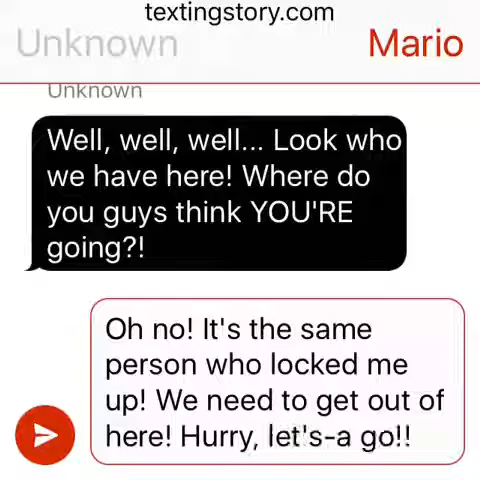 textingstory.com
Unknown Mario
Unknown
Well, well, well... Look who
we have here! Where do
you guys think YOU'RE
going?!
Oh no! It's the same
person who locked me
up! We need to get out of
here! Hurry, let's-a go!!